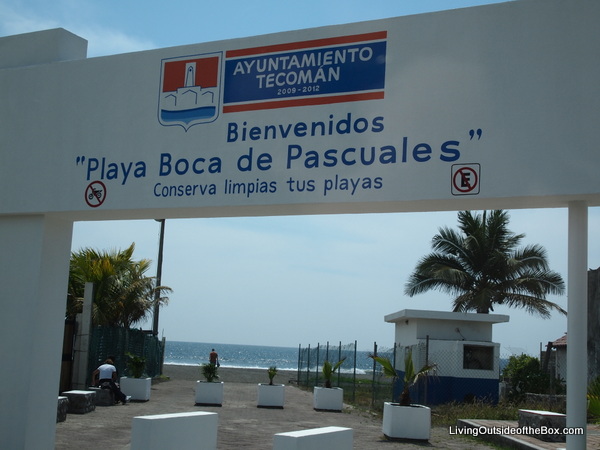 AYUNTAMIENTO
TECOMÁN
2009-2012
Bienvenidos
"Playa Boca de Pascuales"
Conserva limpias tus playas
E
LivingOutsideoftheBox.com